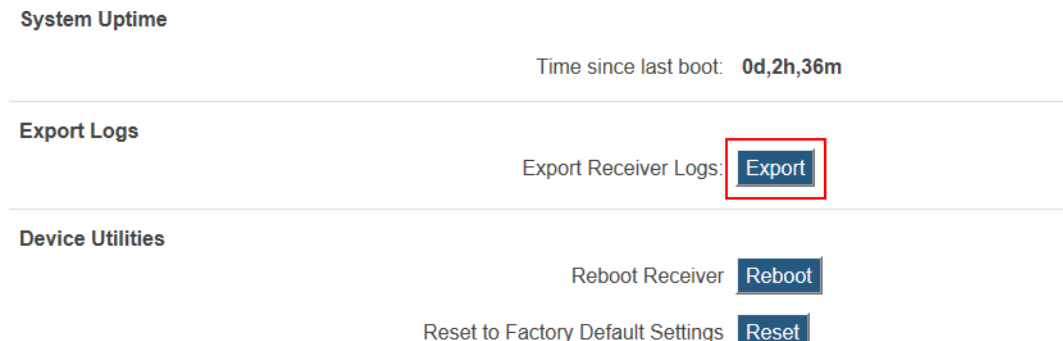 System Uptime
Time since last boot: 0d,2h,36m
Export Logs
Export Receiver Logs: Export
Device Utilities
Reboot Receiver Reboot
Reset to Factory Default Settings Reset